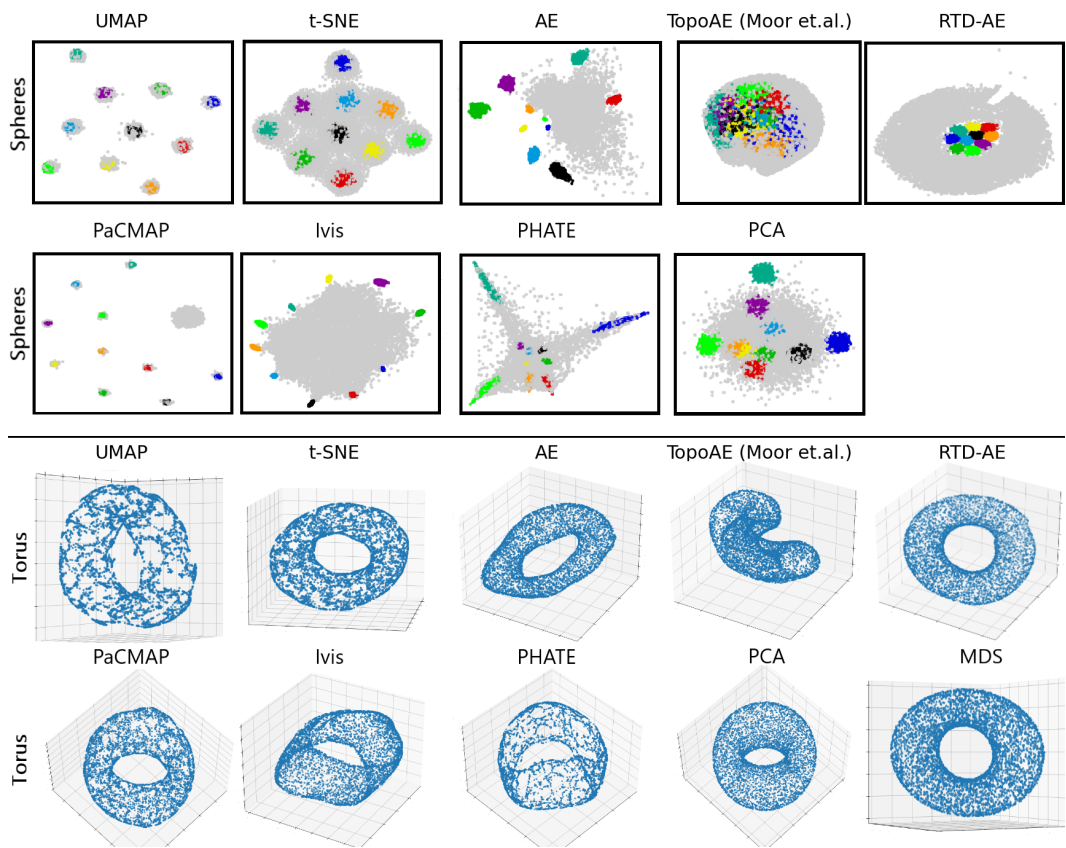 UMAP t-SNE AE TopoAE (Moor et.al.) RTD-AE
Spheres
PaCMAP Ivis PHATE PCA
Spheres
UMAP t-SNE AE TopoAE (Moor et.al.) RTD-AE
Torus
PaCMAP Ivis PHATE PCA MDS
Torus